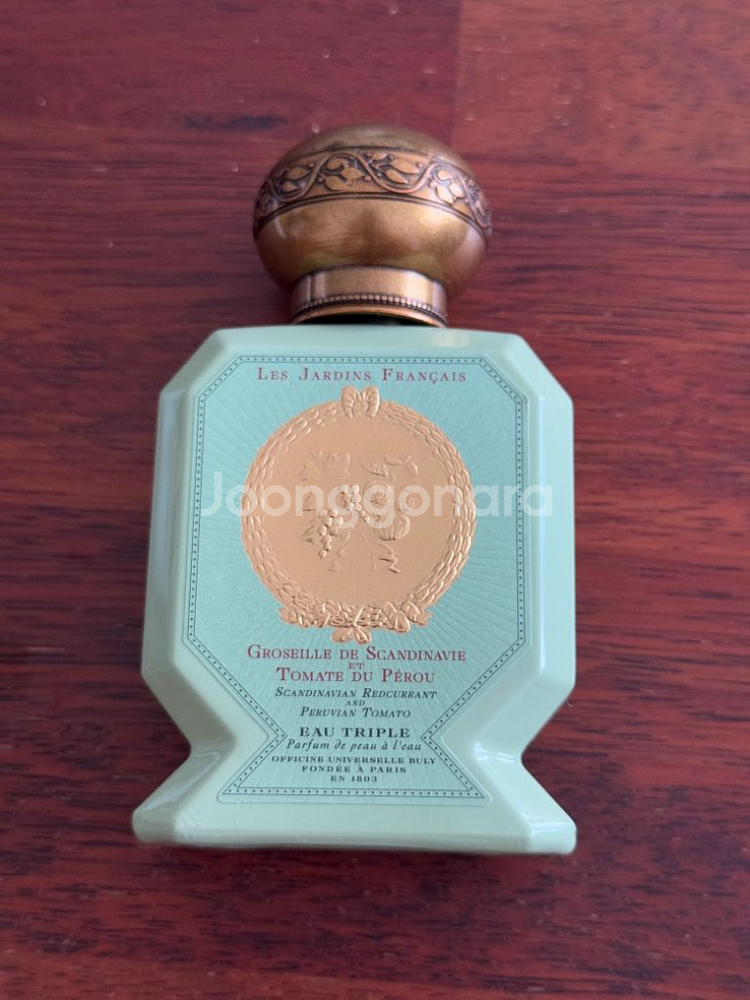 LES JARDINS FRANÇAIS
Joonggonara
GROSEILLE DE SCANDINAVIE
ET
TOMATE DU PÉROU
SCANDINAVIAN REDCURRANT
AND
PERUVIAN TOMATO
EAU TRIPLE
Parfum de peau à l'eau
OFFICINE UNIVERSELLE BULY
FONDÉE À PARIS
EN 1803